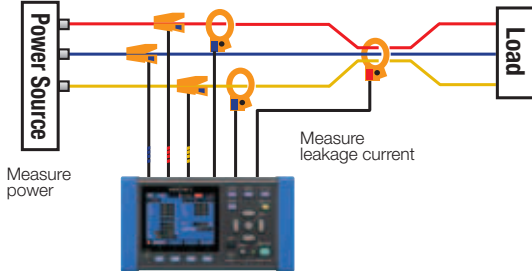 Power Source
Load
Measure
leakage current
Measure
power